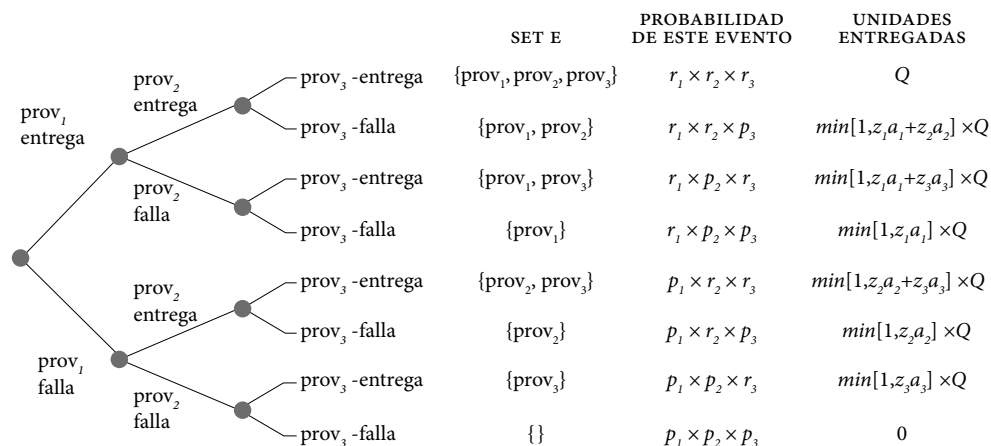 SET E
PROBABILIDAD
DE ESTE EVENTO
UNIDADES
ENTREGADAS
prov₁
entrega
prov₂
entrega
prov₃ -entrega {prov₁, prov₂, prov₃} r₁ × r₂ × r₃ Q
prov₃ -falla {prov₁, prov₂} r₁ × r₂ × p₃ min[1,z₁a₁+z₂a₂] ×Q
prov₂
falla
prov₃ -entrega {prov₁, prov₃} r₁ × p₂ × r₃ min[1,z₁a₁+z₃a₃] ×Q
prov₃ -falla {prov₁} r₁ × p₂ × p₃ min[1,z₁a₁] ×Q
prov₁
falla
prov₂
entrega
prov₃ -entrega {prov₂, prov₃} p₁ × r₂ × r₃ min[1,z₂a₂+z₃a₃] ×Q
prov₃ -falla {prov₂} p₁ × r₂ × p₃ min[1,z₂a₂] ×Q
prov₂
falla
prov₃ -entrega {prov₃} p₁ × p₂ × r₃ min[1,z₃a₃] ×Q
prov₃ -falla {} p₁ × p₂ × p₃ 0